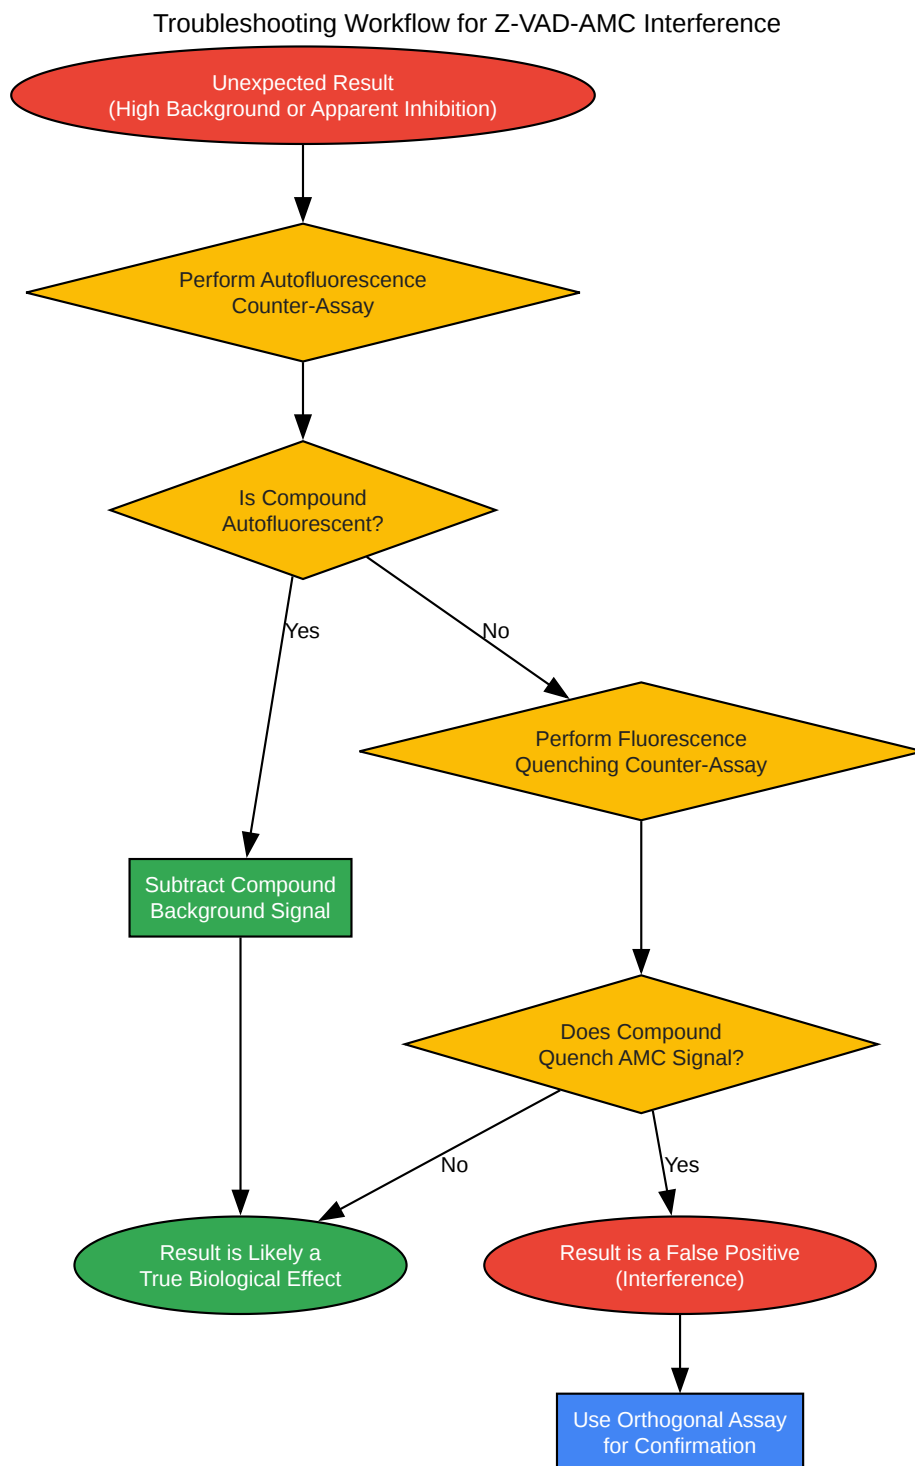 Troubleshooting Workflow for Z-VAD-AMC Interference
Unexpected Result
(High Background or Apparent Inhibition)
Perform Autofluorescence
Counter-Assay
Is Compound
Autofluorescent?
Yes
No
Perform Fluorescence
Quenching Counter-Assay
Subtract Compound
Background Signal
Does Compound
Quench AMC Signal?
No
Yes
Result is Likely a
True Biological Effect
Result is a False Positive
(Interference)
Use Orthogonal Assay
for Confirmation